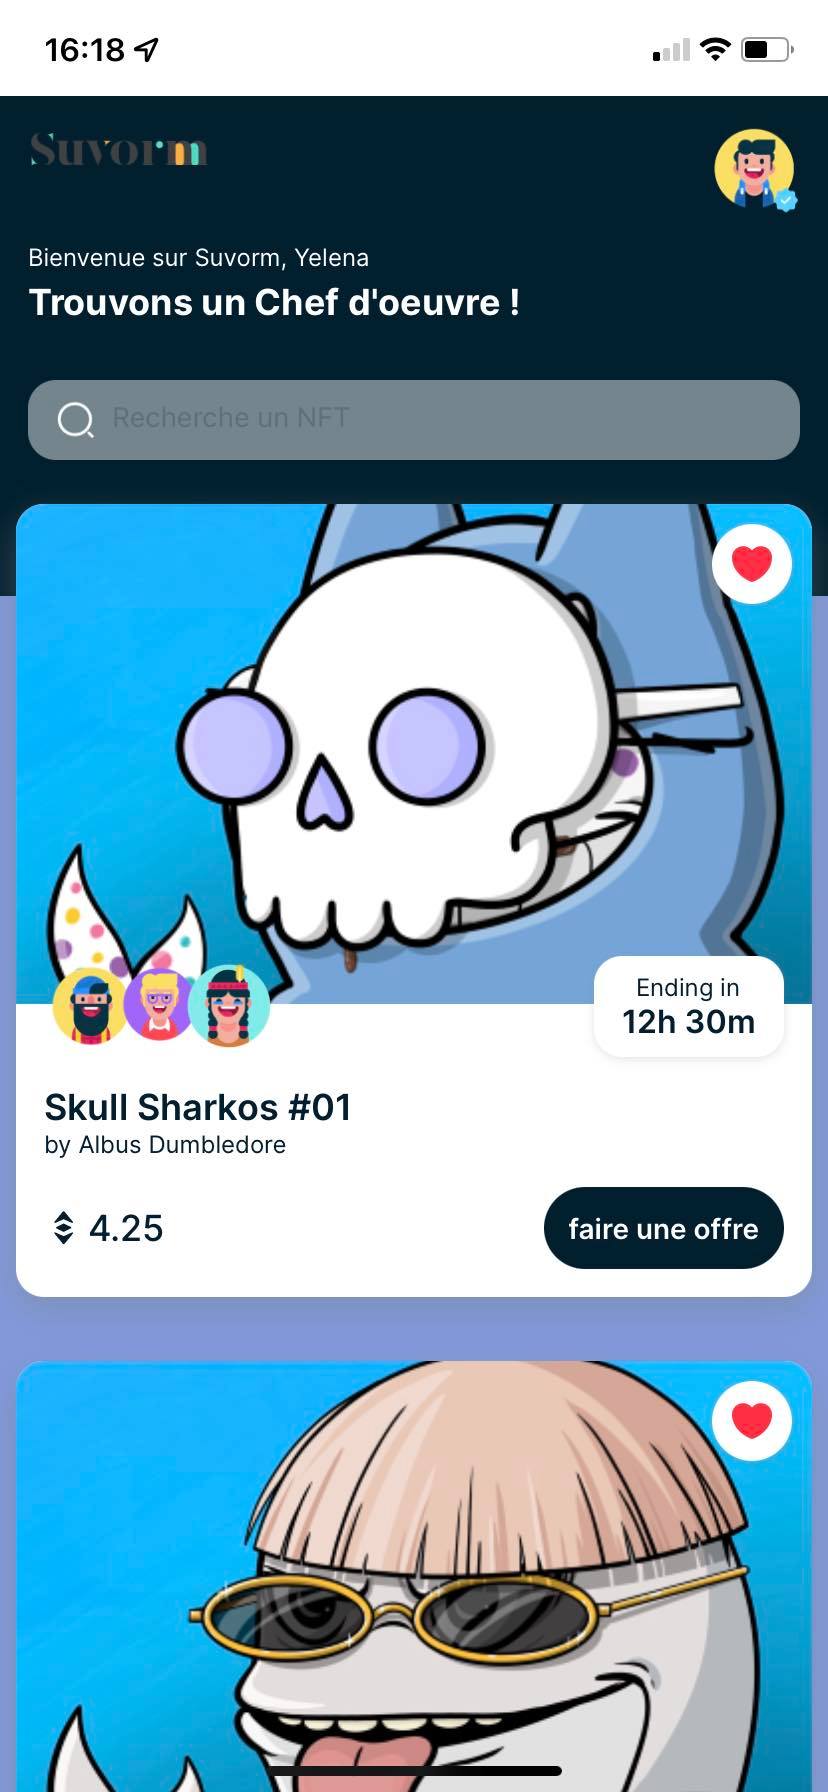 16:18
Suvorm
Bienvenue sur Suvorm, Yelena
Trouvons un Chef d'oeuvre !
Recherche un NFT
Ending in
12h 30m
Skull Sharkos #01
by Albus Dumbledore
4.25
faire une offre